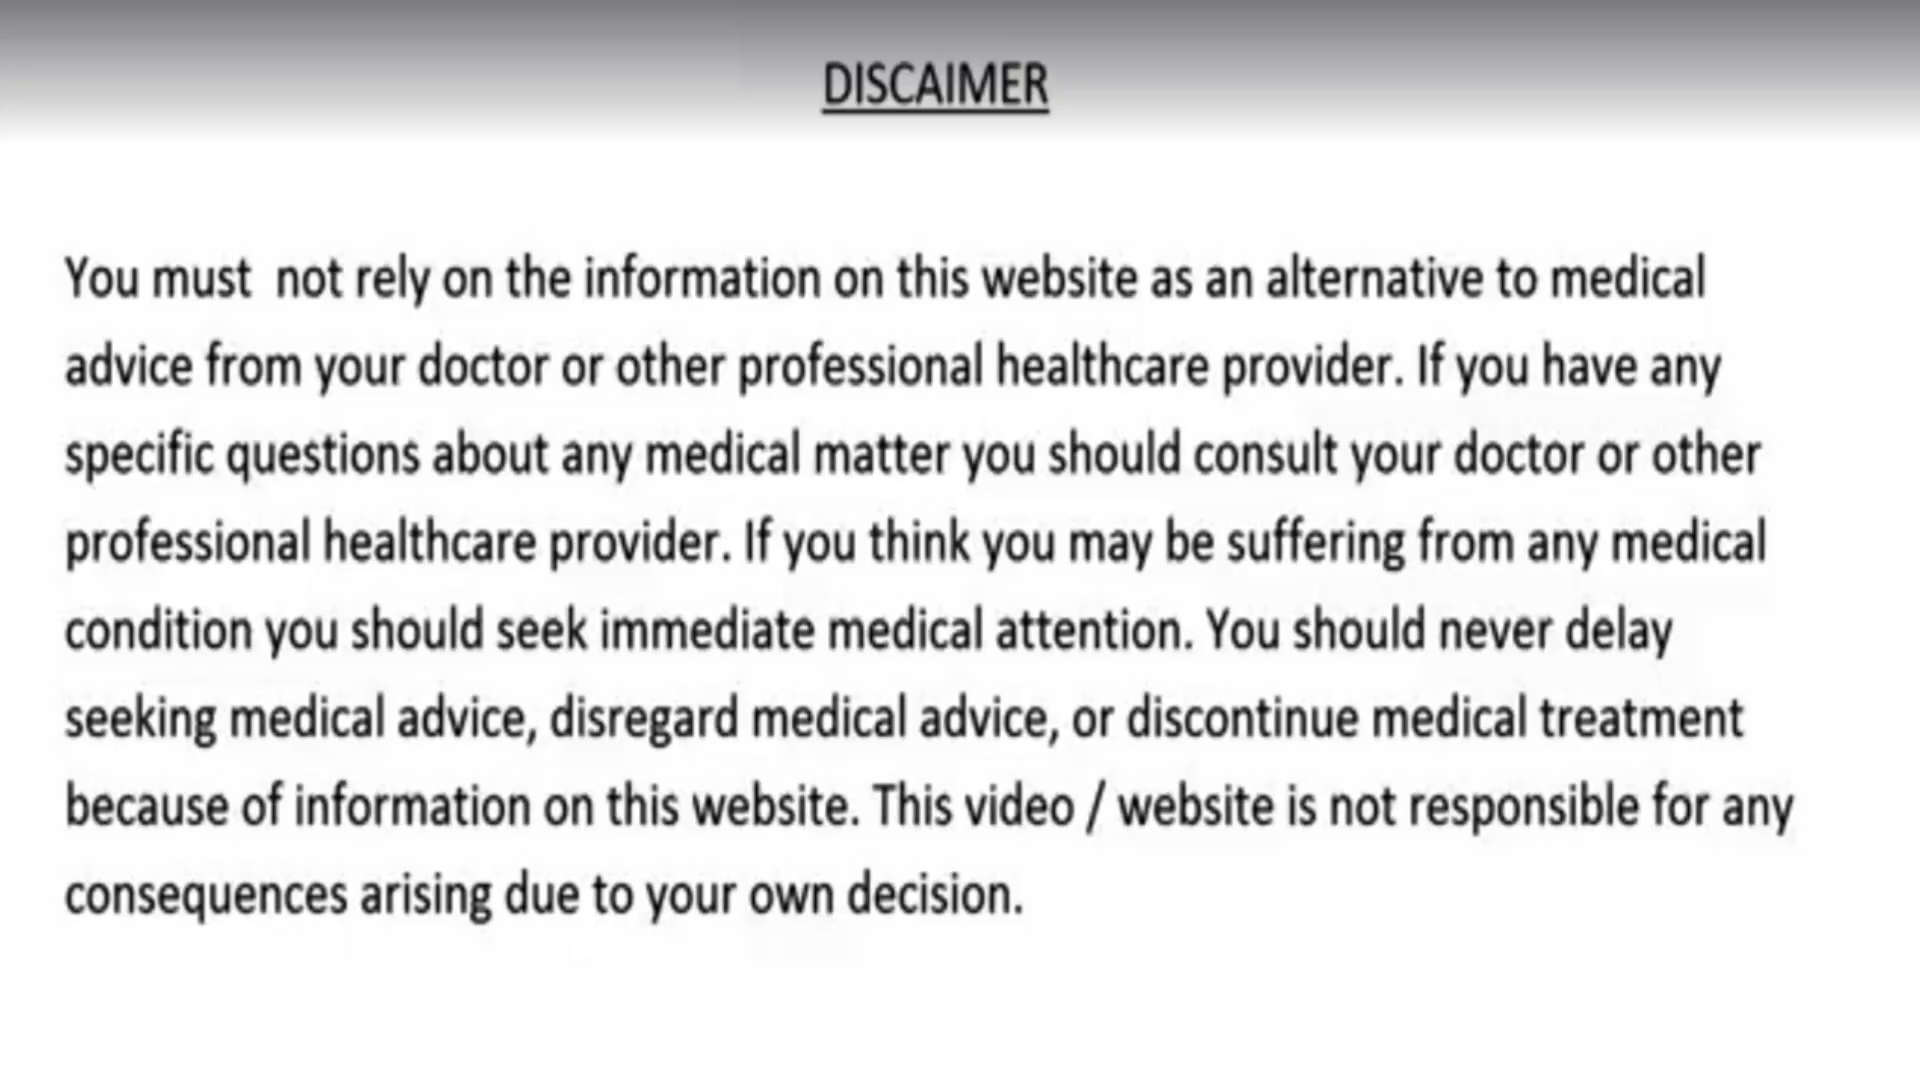 DISCAIMER
You must  not rely on the information on this website as an alternative to medical
advice from your doctor or other professional healthcare provider. If you have any
specific questions about any medical matter you should consult your doctor or other
professional healthcare provider. If you think you may be suffering from any medical
condition you should seek immediate medical attention. You should never delay
seeking medical advice, disregard medical advice, or discontinue medical treatment
because of information on this website. This video / website is not responsible for any
consequences arising due to your own decision.